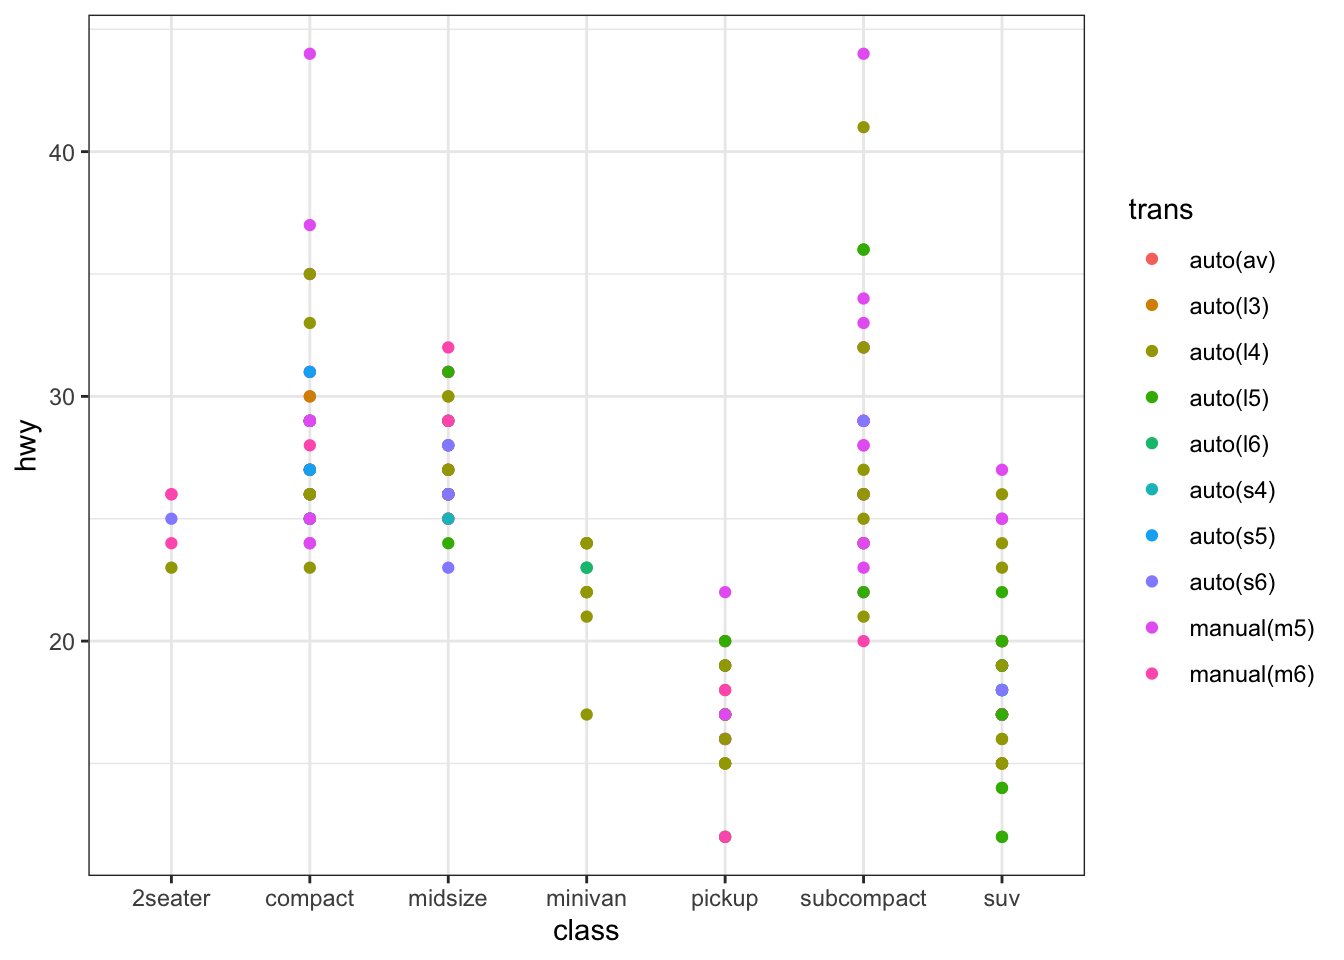 40
30
20
hwy
2seater compact midsize minivan pickup subcompact suv
class
trans
auto(av)
auto(l3)
auto(l4)
auto(l5)
auto(l6)
auto(s4)
auto(s5)
auto(s6)
manual(m5)
manual(m6)